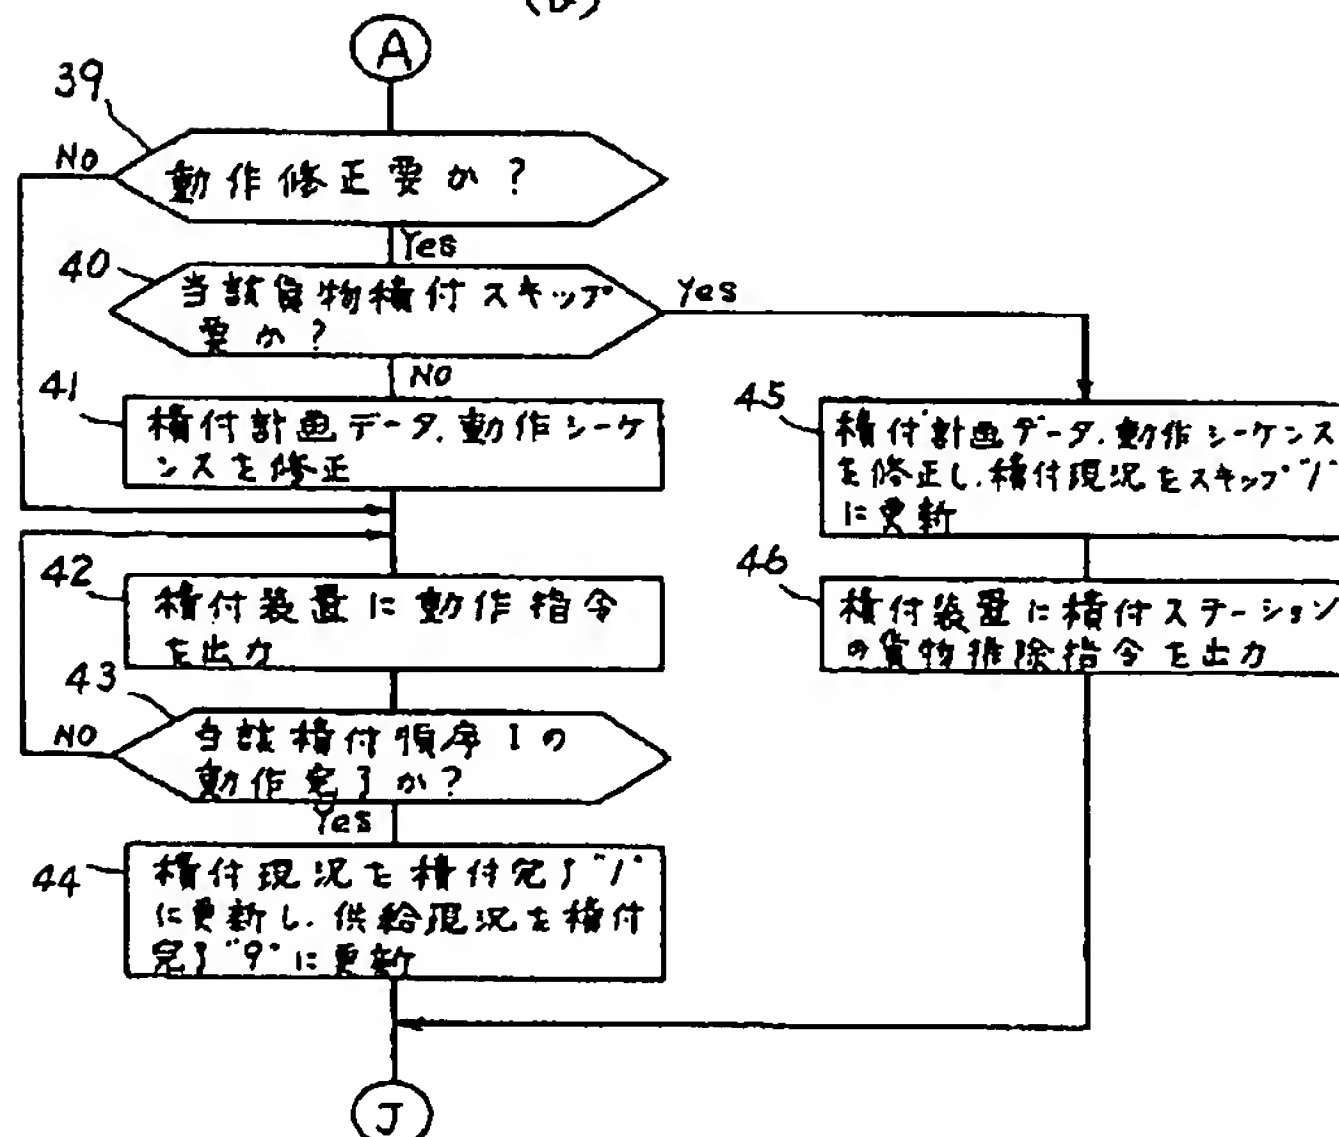 A
39
NO
動作修正要か？
Yes
40
当該貨物積付スキップ
要か？
Yes
NO
41
積付計画データ、動作シーケ
ンスを修正
45
積付計画データ、動作シーケンス
を修正し、積付現況をスキップ"1"
に更新
42
積付装置に動作指令
を出力
46
積付装置に積付ステーション
の貨物排除指令を出力
43
NO
当該積付順序Iの
動作完了か？
Yes
44
積付現況を積付完了"1"
に更新し、供給現況を積付
完了"9"に更新
J